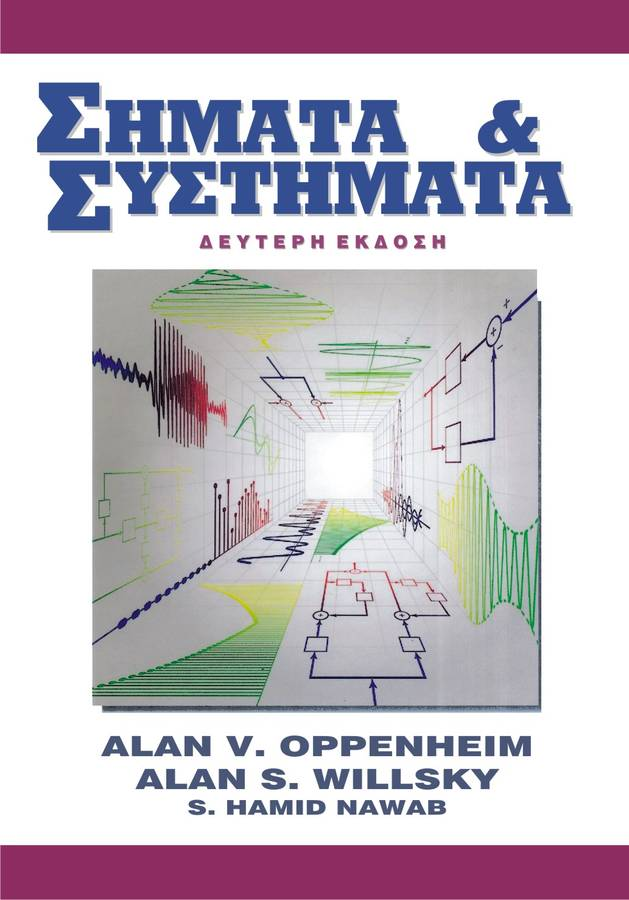 ΣΗΜΑΤΑ &
ΣΥΣΤΗΜΑΤΑ
ΔΕΥΤΕΡΗ ΕΚΔΟΣΗ
ALAN V. OPPENHEIM
ALAN S. WILLSKY
S. HAMID NAWAB